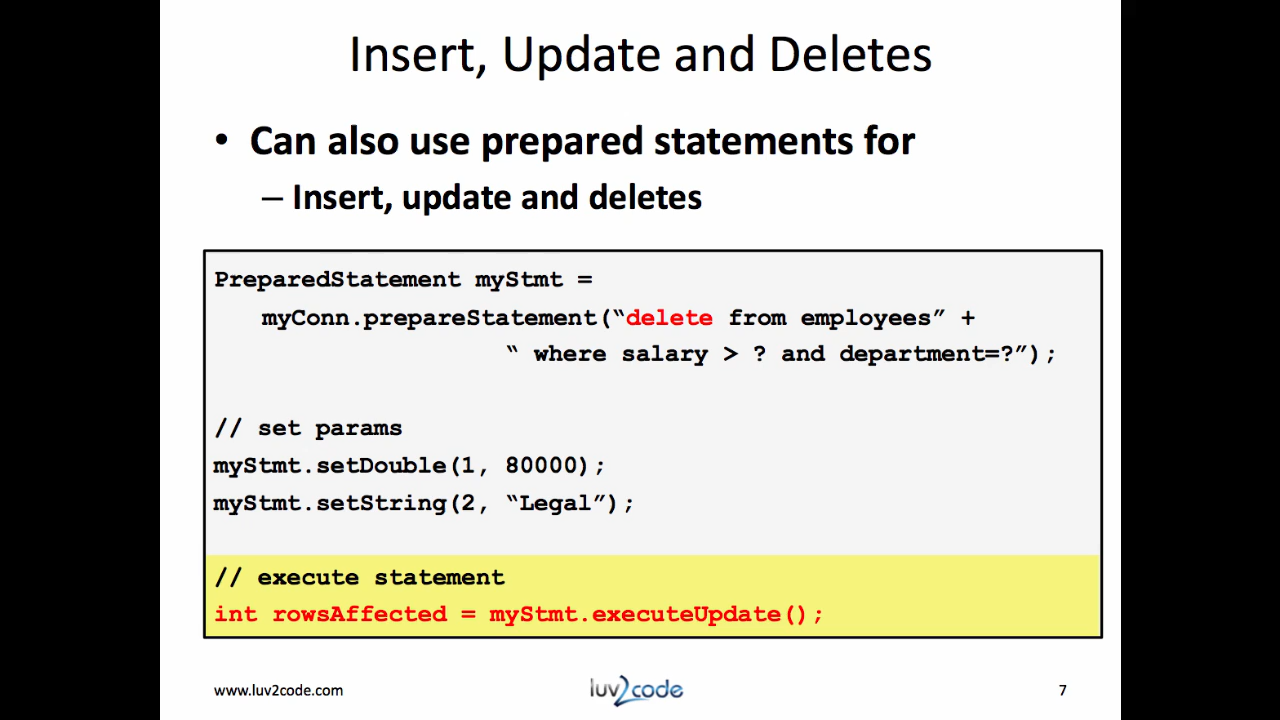 Insert, Update and Deletes
• Can also use prepared statements for
– Insert, update and deletes
PreparedStatement myStmt =
myConn.prepareStatement(“delete from employees” +
“ where salary > ? and department=?”);
// set params
myStmt.setDouble(1, 80000);
myStmt.setString(2, “Legal”);
// execute statement
int rowsAffected = myStmt.executeUpdate();
www.luv2code.com
luv2code
7